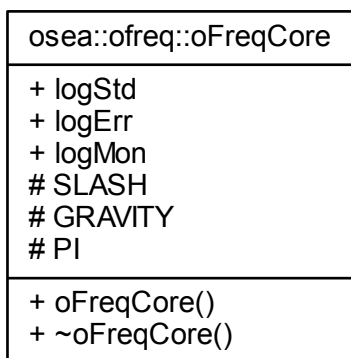 osea::ofreq::oFreqCore
+ logStd
+ logErr
+ logMon
# SLASH
# GRAVITY
# PI
+ oFreqCore()
+ ~oFreqCore()